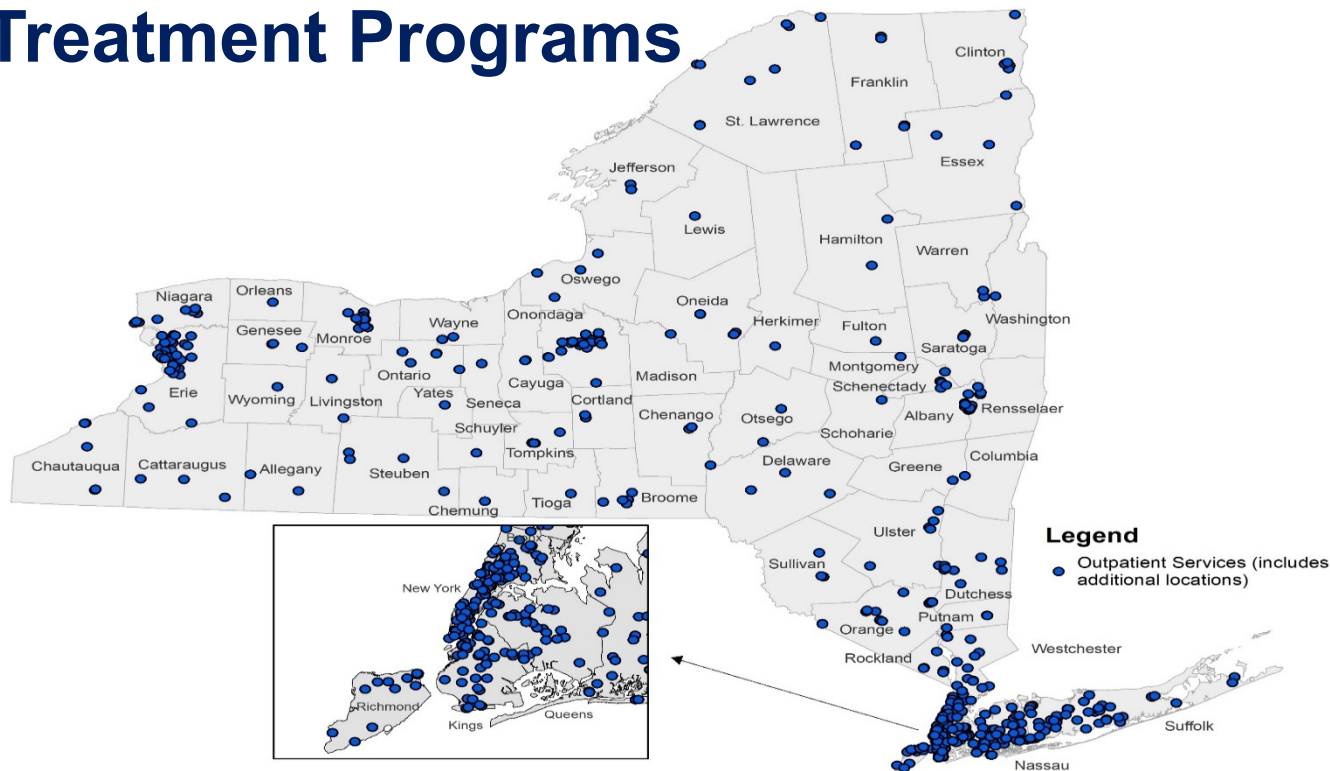 Treatment Programs
Clinton
Franklin
St. Lawrence
Essex
Jefferson
Lewis
Hamilton
Warren
Oswego
Niagara
Orleans
Oneida
Onondaga
Wayne
Herkimer
Fulton
Washington
Genesee
Monroe
Saratoga
Montgomery
Ontario
Cayuga
Madison
Schenectady
Erie
Wyoming
Livingston
Yates
Seneca
Cortland
Chenango
Otsego
Albany
Rensselaer
Schuyler
Schoharie
Tompkins
Columbia
Chautauqua
Cattaraugus
Allegany
Steuben
Delaware
Greene
Chemung
Tioga
Broome
Ulster
Legend
Outpatient Services (includes
additional locations)
Bronx
Sullivan
New York
Dutchess
Putnam
Orange
Rockland
Westchester
Richmond
Kings
Queens
Suffolk
Nassau